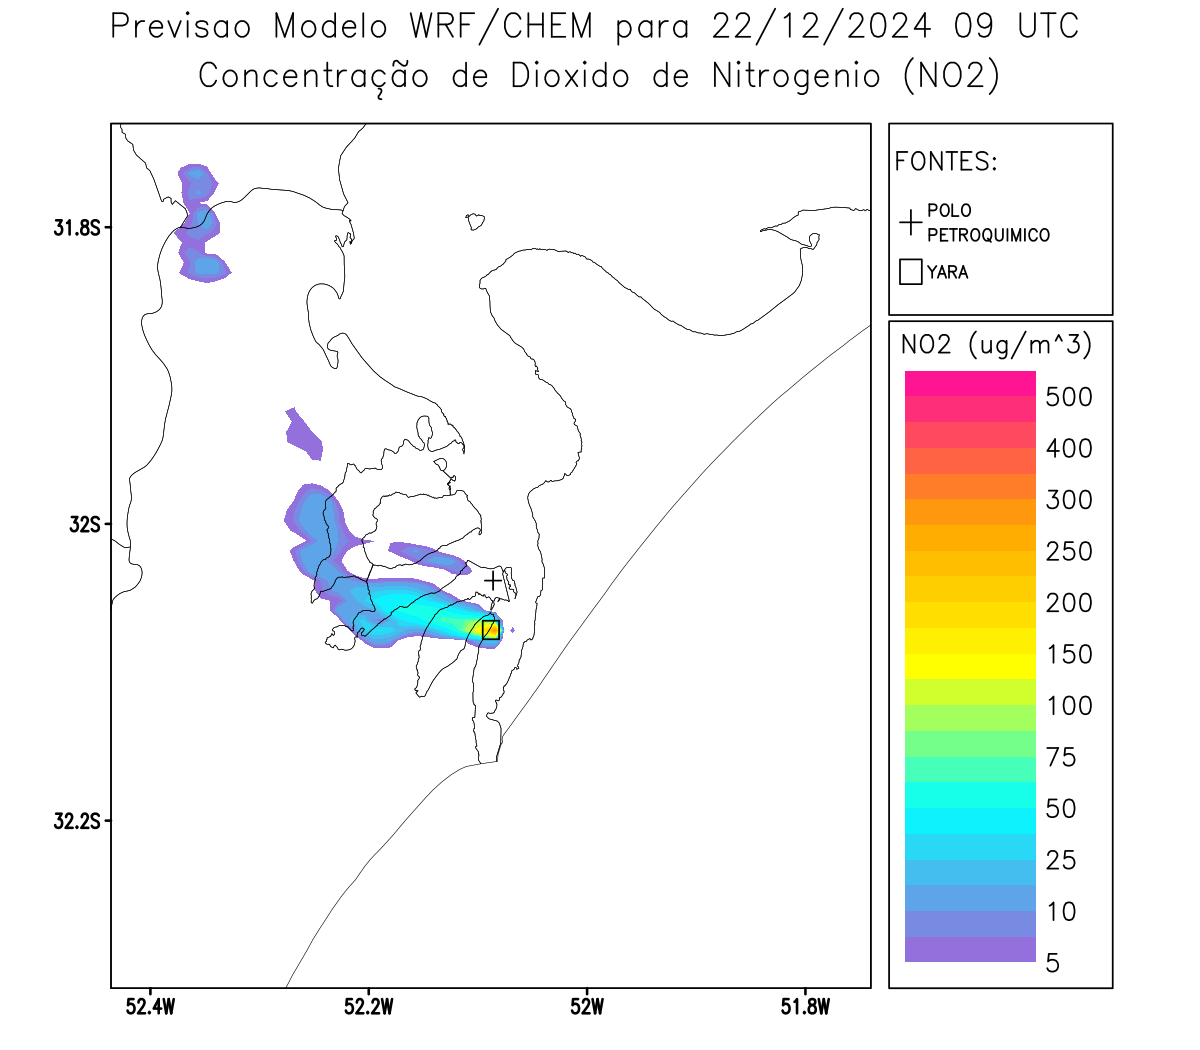 Previsao Modelo WRF/CHEM para 22/12/2024 09 UTC
Concentração de Dioxido de Nitrogenio (NO2)
FONTES:
POLO
PETROQUIMICO
YARA
NO2 (ug/m^3)
500
400
300
250
200
150
100
75
50
25
10
5
31.8S
32S
32.2S
52.4W
52.2W
52W
51.8W